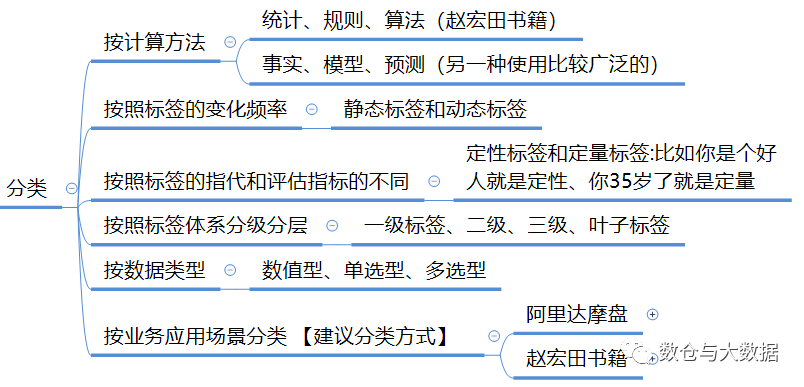 分类
按计算方法
统计、规则、算法（赵宏田书籍）
事实、模型、预测（另一种使用比较广泛的）
按照标签的变化频率
静态标签和动态标签
按照标签的指代和评估指标的不同
定性标签和定量标签:比如你是个好
人就是定性、你35岁了就是定量
按照标签体系分级分层
一级标签、二级、三级、叶子标签
按数据类型
数值型、单选型、多选型
按业务应用场景分类 【建议分类方式】
阿里达摩盘
赵宏田书籍
数仓与大数据